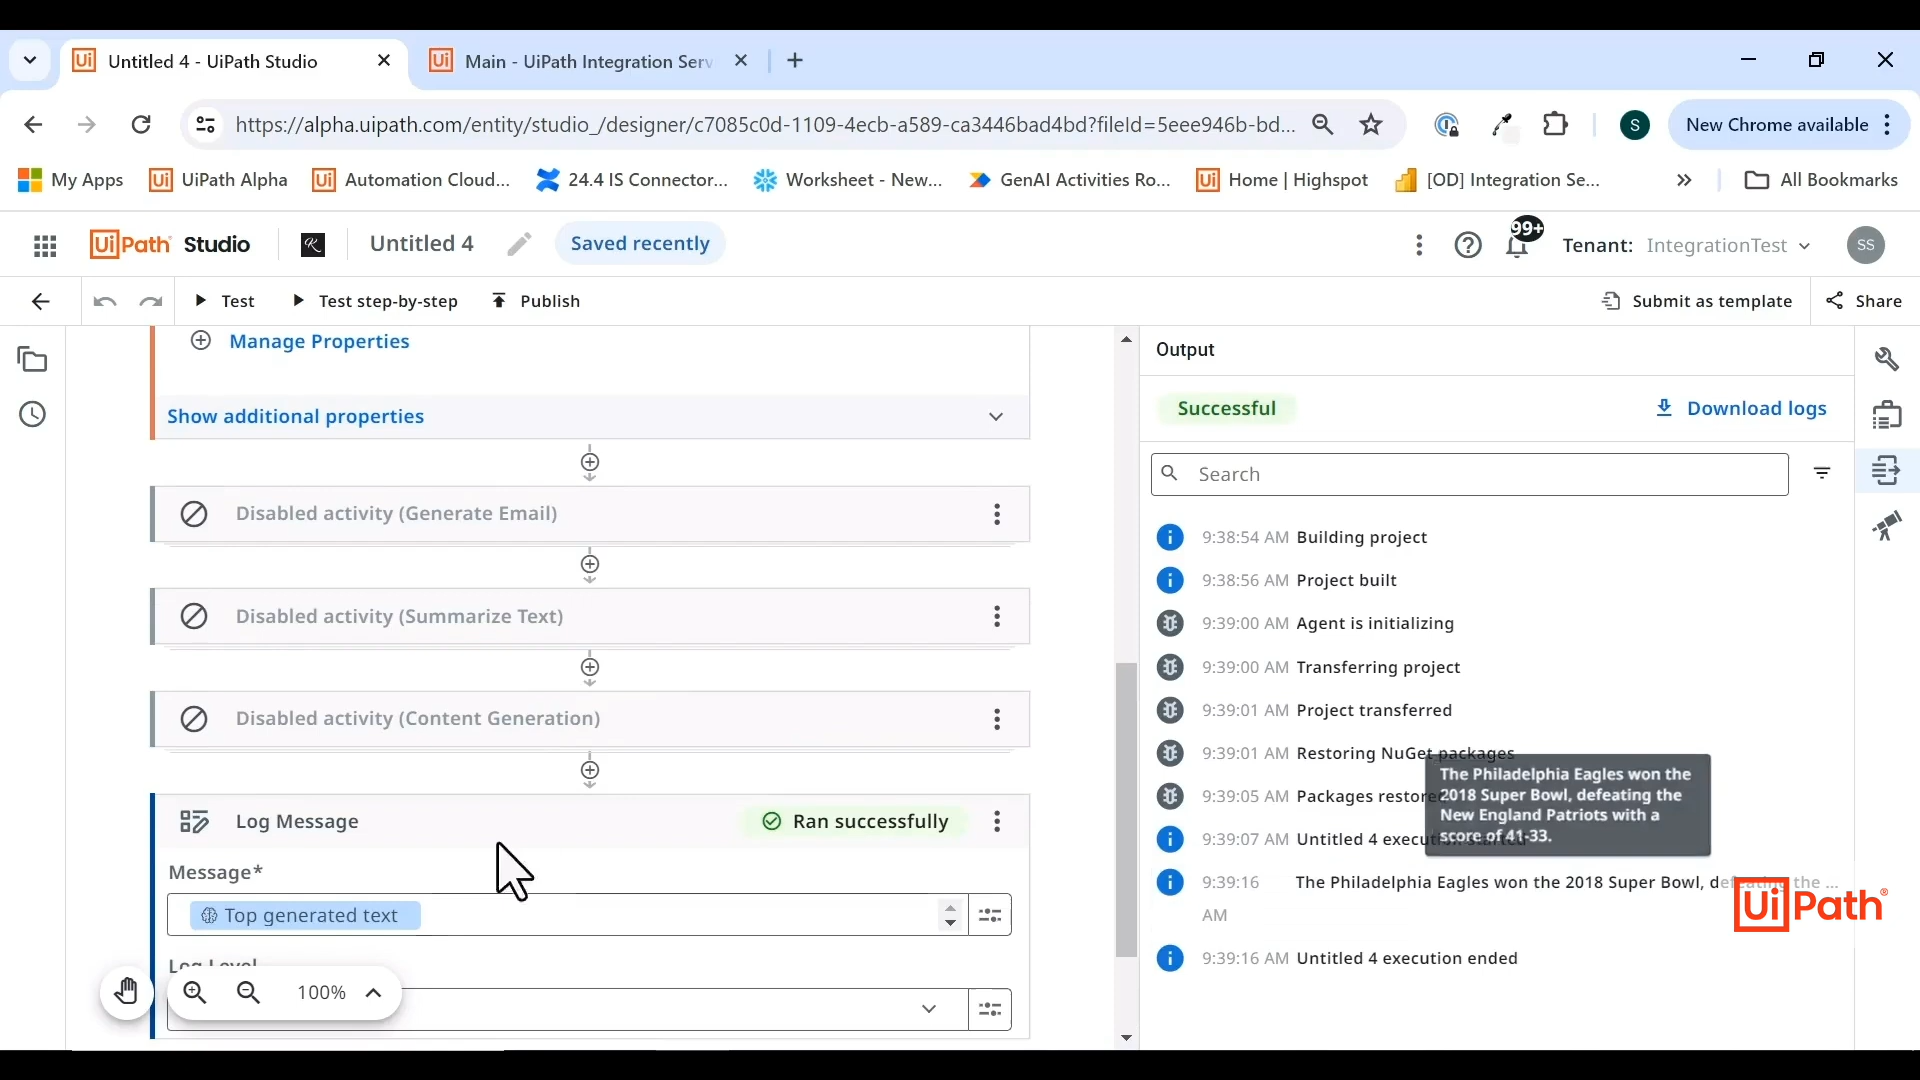 Untitled 4 - UiPath Studio
Main - UiPath Integration Serv
https://alpha.uipath.com/entity/studio_/designer/c7085c0d-1109-4ecb-a589-ca3446bad4bd?fileId=5eee946b-bd...
S
New Chrome available
My Apps
UiPath Alpha
Automation Cloud...
24.4 IS Connector...
Worksheet - New...
GenAI Activities Ro...
Home | Highspot
[OD] Integration Se...
All Bookmarks
UiPath Studio
Untitled 4
Saved recently
99+
Tenant: IntegrationTest
SS
Test
Test step-by-step
Publish
Submit as template
Share
Manage Properties
Show additional properties
Disabled activity (Generate Email)
Disabled activity (Summarize Text)
Disabled activity (Content Generation)
Log Message
Ran successfully
Message*
Top generated text
Log Level
100%
Output
Successful
Download logs
Search
9:38:54 AM Building project
9:38:56 AM Project built
9:39:00 AM Agent is initializing
9:39:00 AM Transferring project
9:39:01 AM Project transferred
9:39:01 AM Restoring NuGet packages
9:39:05 AM Packages restore
9:39:07 AM Untitled 4 execution started
The Philadelphia Eagles won the
2018 Super Bowl, defeating the
New England Patriots with a
score of 41-33.
9:39:16 AM The Philadelphia Eagles won the 2018 Super Bowl, defeating the ...
9:39:16 AM Untitled 4 execution ended
UiPath®